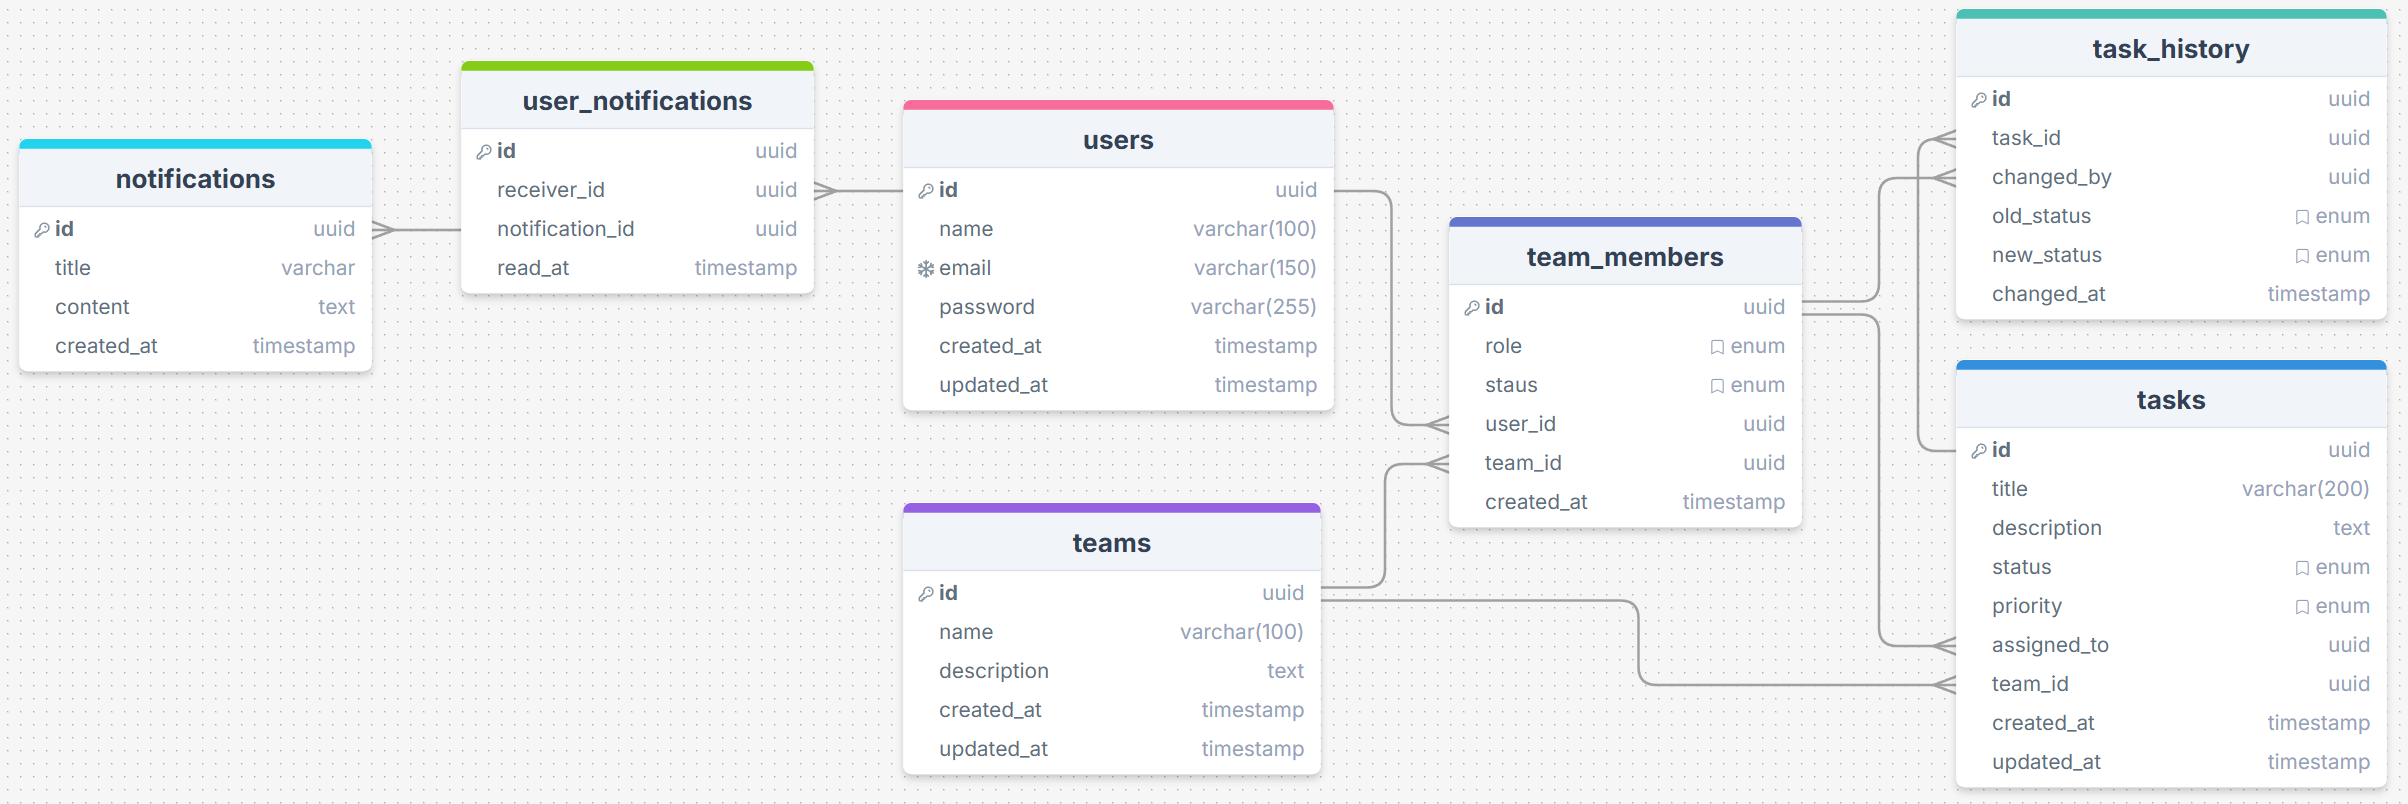 notifications
id uuid
title varchar
content text
created_at timestamp
user_notifications
id uuid
receiver_id uuid
notification_id uuid
read_at timestamp
users
id uuid
name varchar(100)
email varchar(150)
password varchar(255)
created_at timestamp
updated_at timestamp
teams
id uuid
name varchar(100)
description text
created_at timestamp
updated_at timestamp
team_members
id uuid
role enum
staus enum
user_id uuid
team_id uuid
created_at timestamp
task_history
id uuid
task_id uuid
changed_by uuid
old_status enum
new_status enum
changed_at timestamp
tasks
id uuid
title varchar(200)
description text
status enum
priority enum
assigned_to uuid
team_id uuid
created_at timestamp
updated_at timestamp